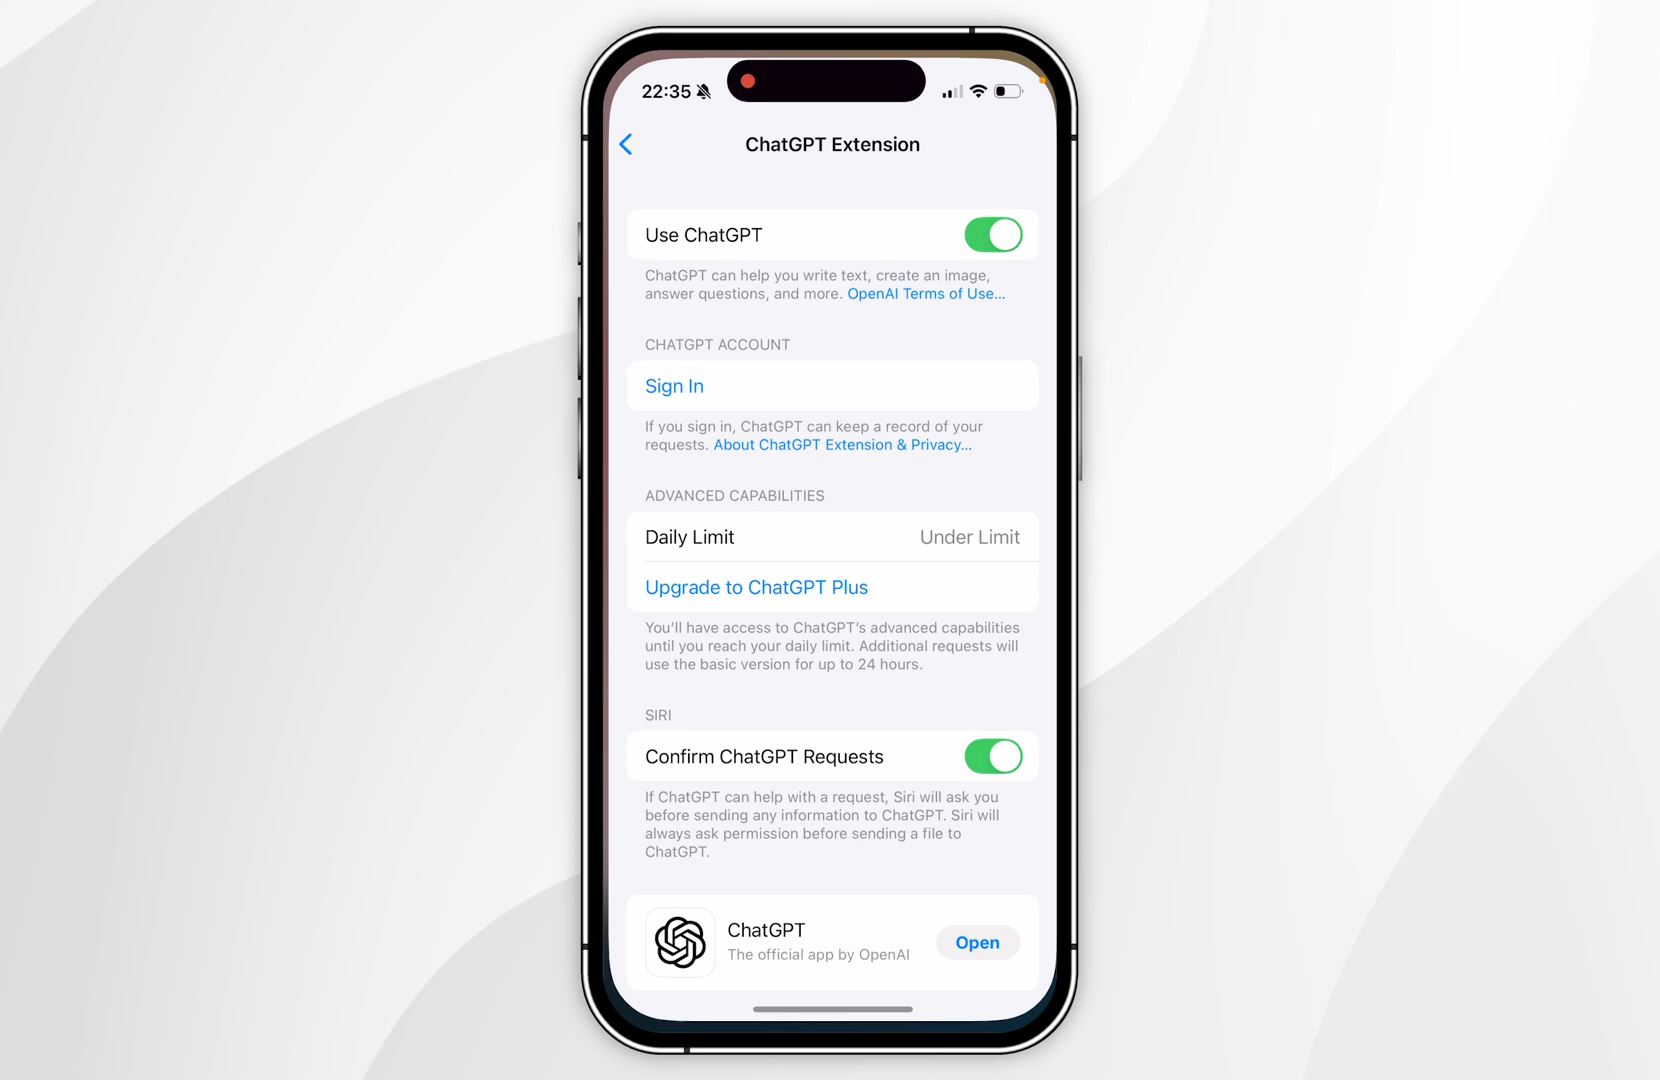 22:35
ChatGPT Extension
Use ChatGPT
ChatGPT can help you write text, create an image,
answer questions, and more. OpenAI Terms of Use...
CHATGPT ACCOUNT
Sign In
If you sign in, ChatGPT can keep a record of your
requests. About ChatGPT Extension & Privacy...
ADVANCED CAPABILITIES
Daily Limit Under Limit
Upgrade to ChatGPT Plus
You’ll have access to ChatGPT’s advanced capabilities
until you reach your daily limit. Additional requests will
use the basic version for up to 24 hours.
SIRI
Confirm ChatGPT Requests
If ChatGPT can help with a request, Siri will ask you
before sending any information to ChatGPT. Siri will
always ask permission before sending a file to
ChatGPT.
ChatGPT
The official app by OpenAI
Open